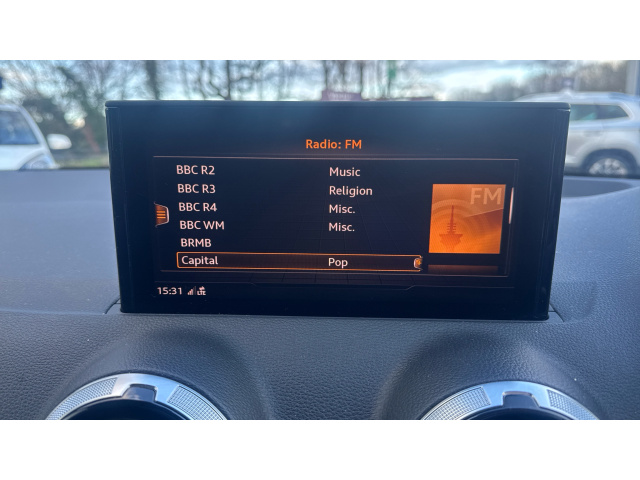 Radio: FM
BBC R2 Music
BBC R3 Religion
BBC R4 Misc.
BBC WM Misc.
BRMB
Capital Pop
FM
15:31 LTE